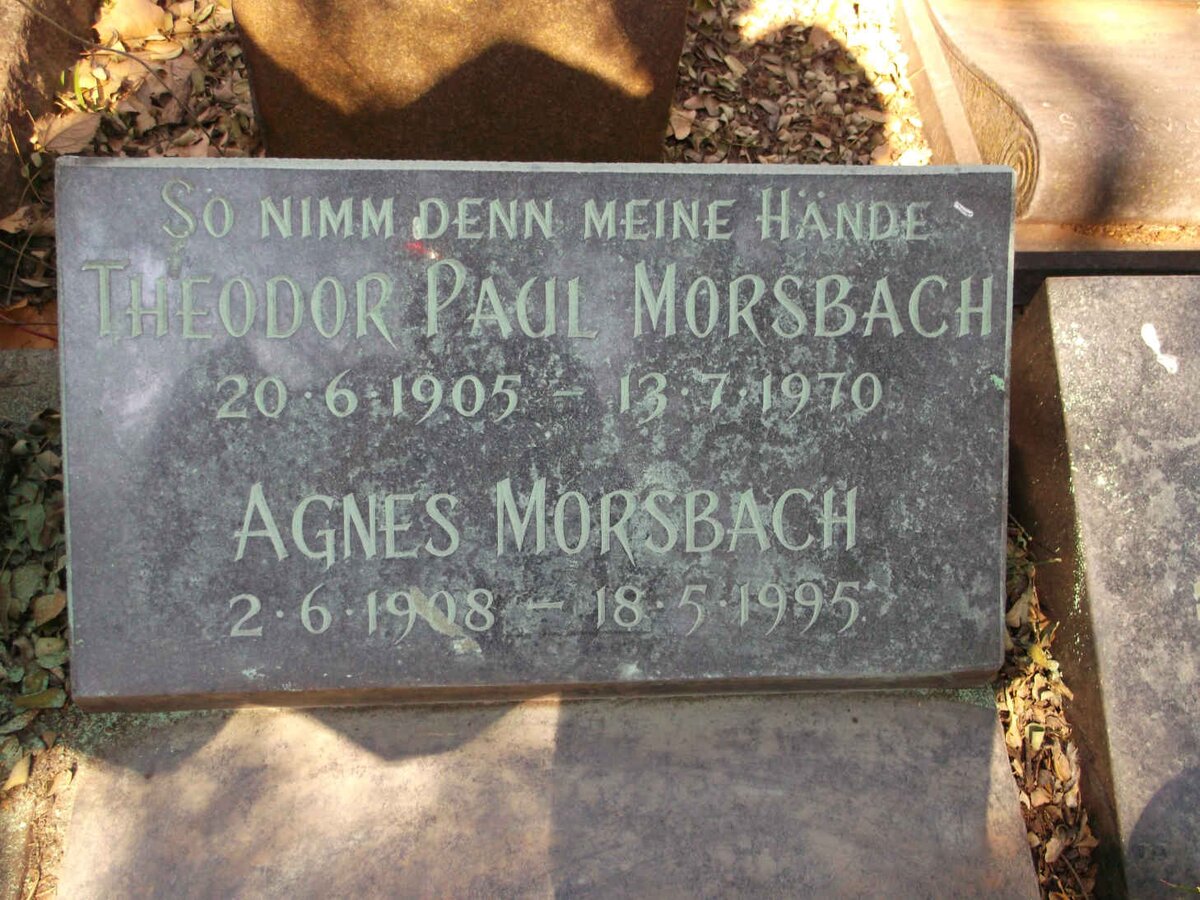 So nimm denn meine Hände
Theodor Paul Morsbach
20·6·1905 – 13·7·1970
Agnes Morsbach
2·6·1908 – 18·5·1995